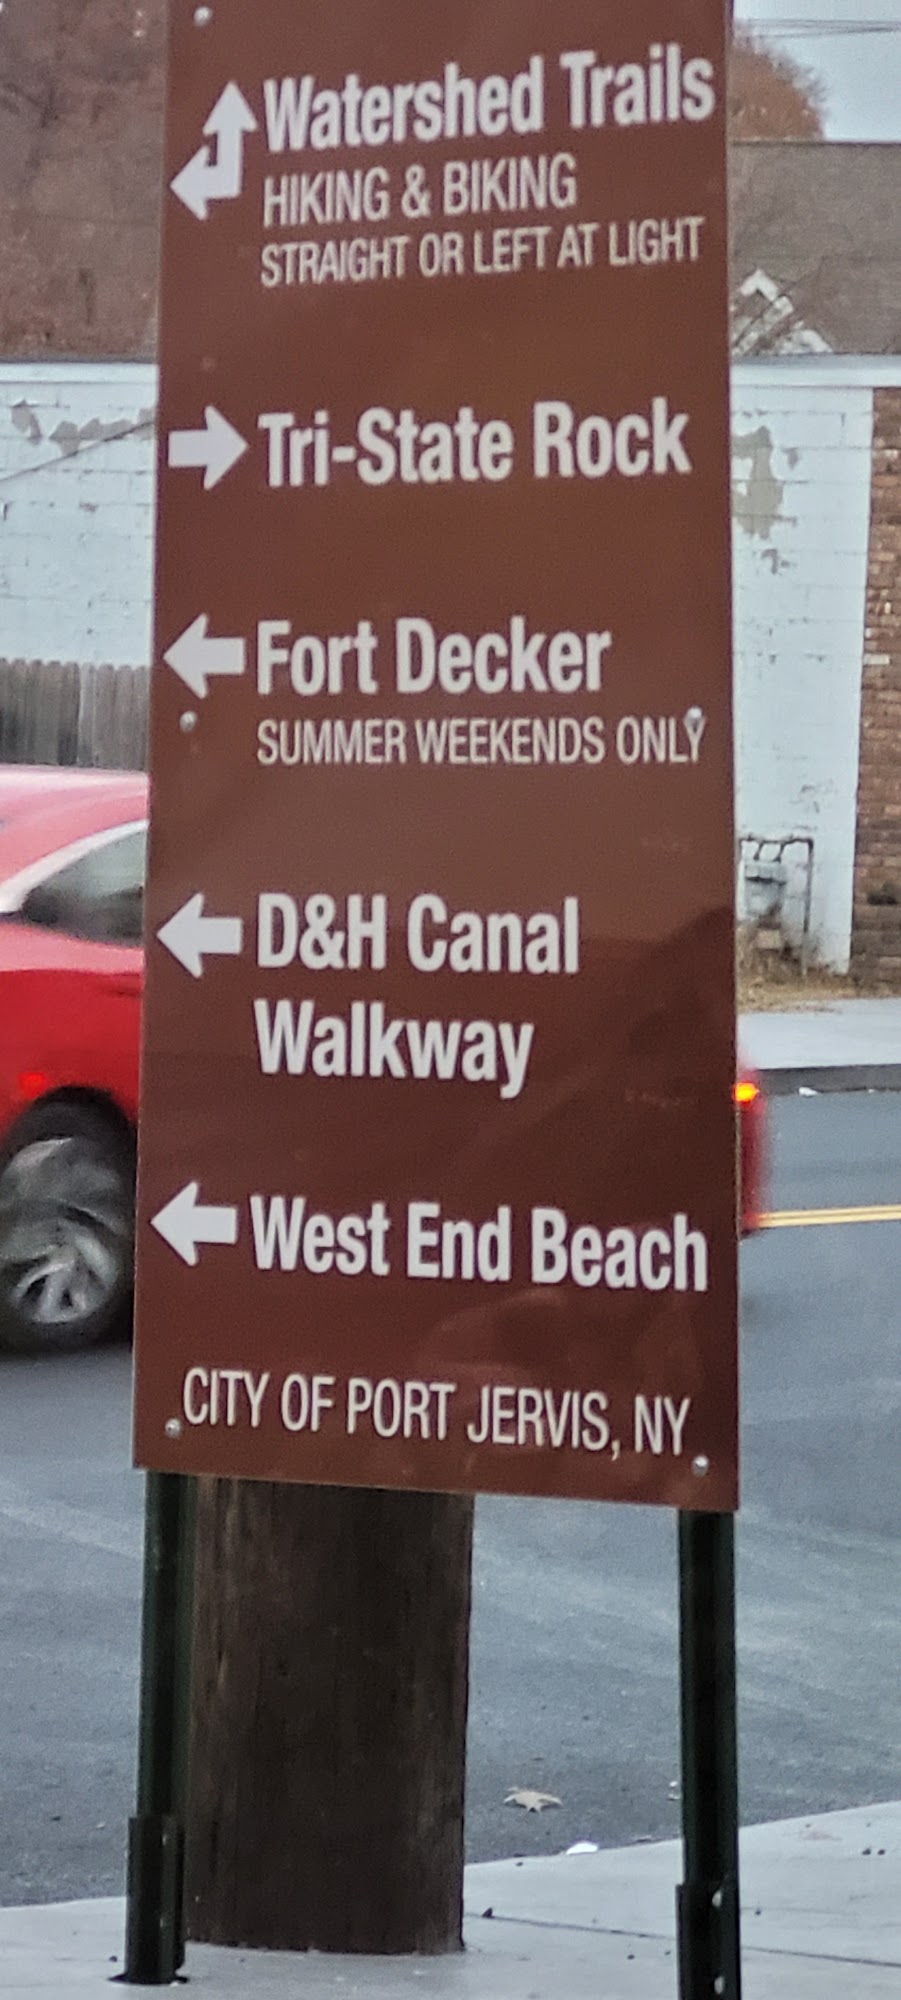 Watershed Trails
HIKING & BIKING
STRAIGHT OR LEFT AT LIGHT
Tri-State Rock
Fort Decker
SUMMER WEEKENDS ONLY
D&H Canal
Walkway
West End Beach
CITY OF PORT JERVIS, NY